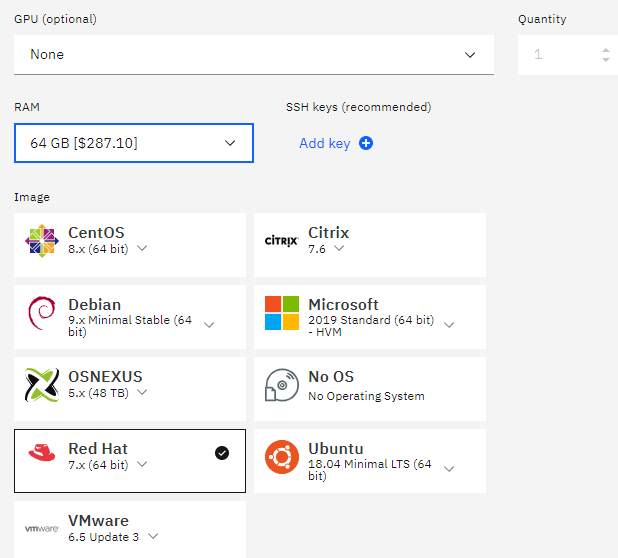 GPU (optional)
Quantity
None
1
RAM
SSH keys (recommended)
64 GB [$287.10]
Add key
Image
CentOS
8.x (64 bit)
CITRIX
Citrix
7.6
Debian
9.x Minimal Stable (64
bit)
Microsoft
2019 Standard (64 bit)
- HVM
OSNEXUS
5.x (48 TB)
No OS
No Operating System
Red Hat
7.x (64 bit)
Ubuntu
18.04 Minimal LTS (64
bit)
vmware
VMware
6.5 Update 3